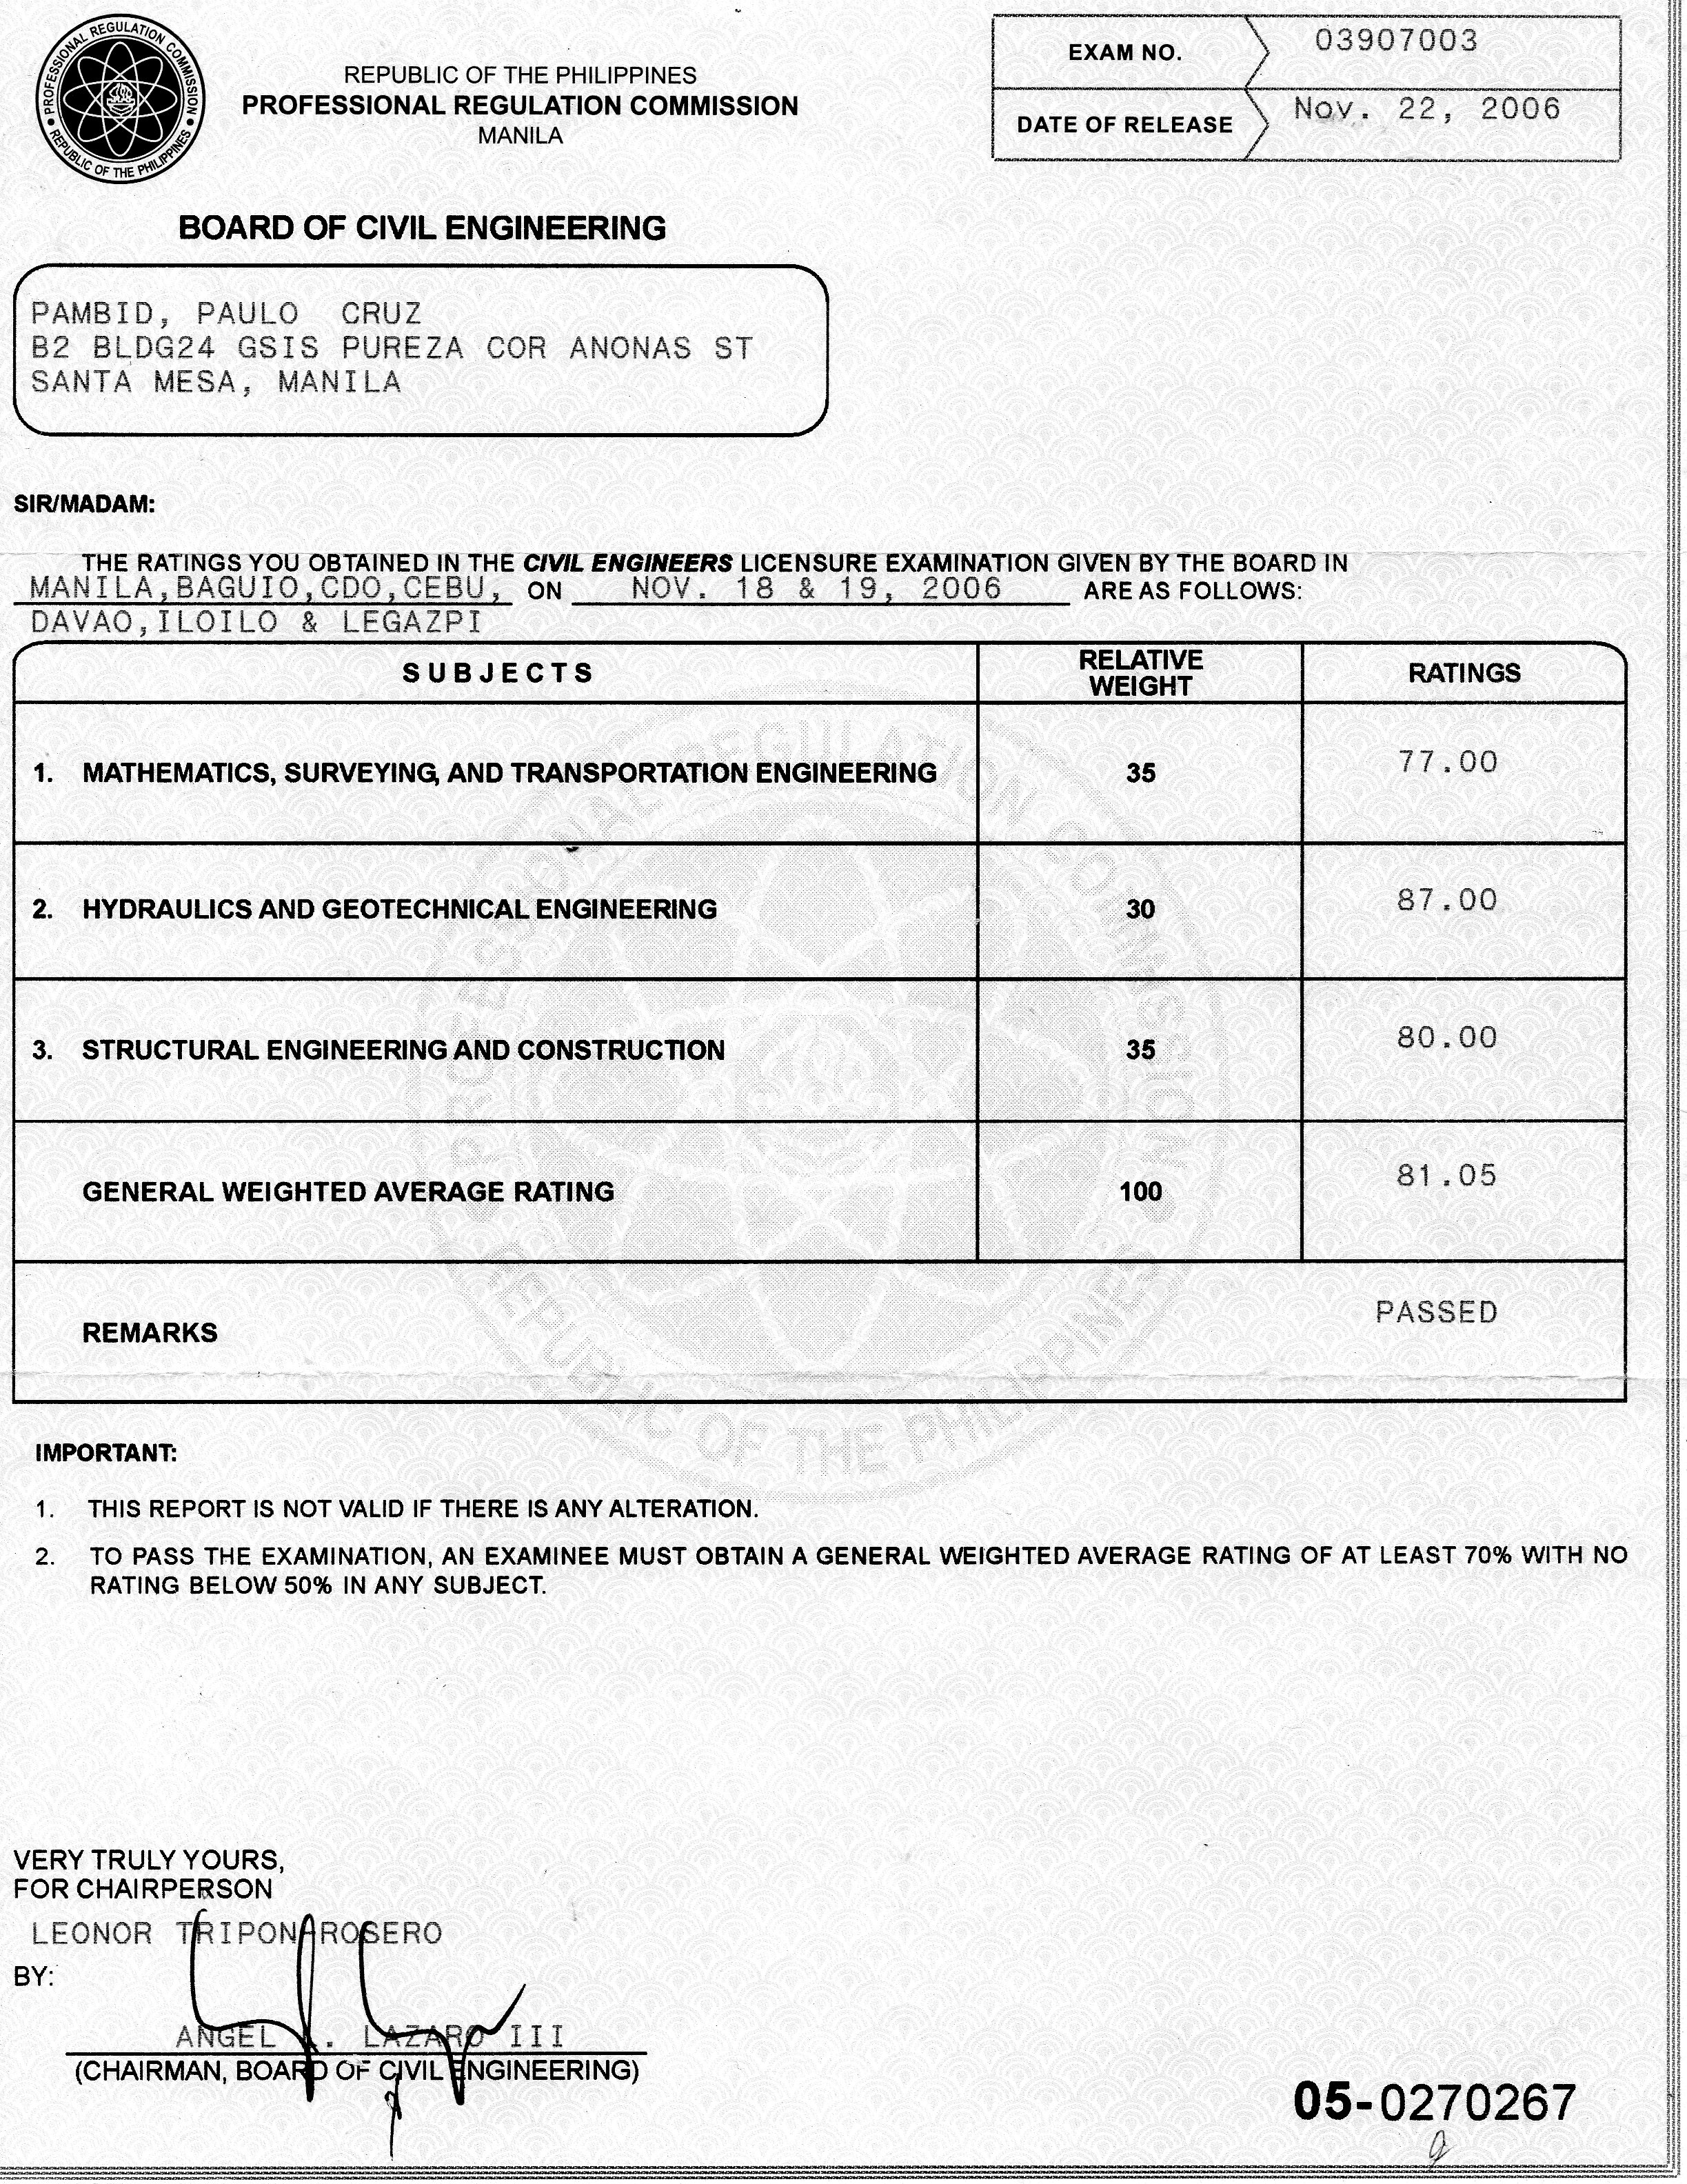 PROFESSIONAL REGULATION COMMISSION
REPUBLIC OF THE PHILIPPINES
REPUBLIC OF THE PHILIPPINES
PROFESSIONAL REGULATION COMMISSION
MANILA
EXAM NO. 03907003
DATE OF RELEASE Nov. 22, 2006
BOARD OF CIVIL ENGINEERING
PAMBID, PAULO CRUZ
B2 BLDG24 GSIS PUREZA COR ANONAS ST
SANTA MESA, MANILA
SIR/MADAM:
THE RATINGS YOU OBTAINED IN THE CIVIL ENGINEERS LICENSURE EXAMINATION GIVEN BY THE BOARD IN
MANILA,BAGUIO,CDO,CEBU, ON NOV. 18 & 19, 2006 ARE AS FOLLOWS:
DAVAO,ILOILO & LEGAZPI
SUBJECTS RELATIVE WEIGHT RATINGS
1. MATHEMATICS, SURVEYING, AND TRANSPORTATION ENGINEERING 35 77.00
2. HYDRAULICS AND GEOTECHNICAL ENGINEERING 30 87.00
3. STRUCTURAL ENGINEERING AND CONSTRUCTION 35 80.00
GENERAL WEIGHTED AVERAGE RATING 100 81.05
REMARKS PASSED
PROFESSIONAL REGULATION COMMISSION
REPUBLIC OF THE PHILIPPINES
IMPORTANT:
1. THIS REPORT IS NOT VALID IF THERE IS ANY ALTERATION.
2. TO PASS THE EXAMINATION, AN EXAMINEE MUST OBTAIN A GENERAL WEIGHTED AVERAGE RATING OF AT LEAST 70% WITH NO
RATING BELOW 50% IN ANY SUBJECT.
VERY TRULY YOURS,
FOR CHAIRPERSON
LEONOR TRIPON-ROSERO
BY:
ANGEL LAZARO III
(CHAIRMAN, BOARD OF CIVIL ENGINEERING)
05-0270267